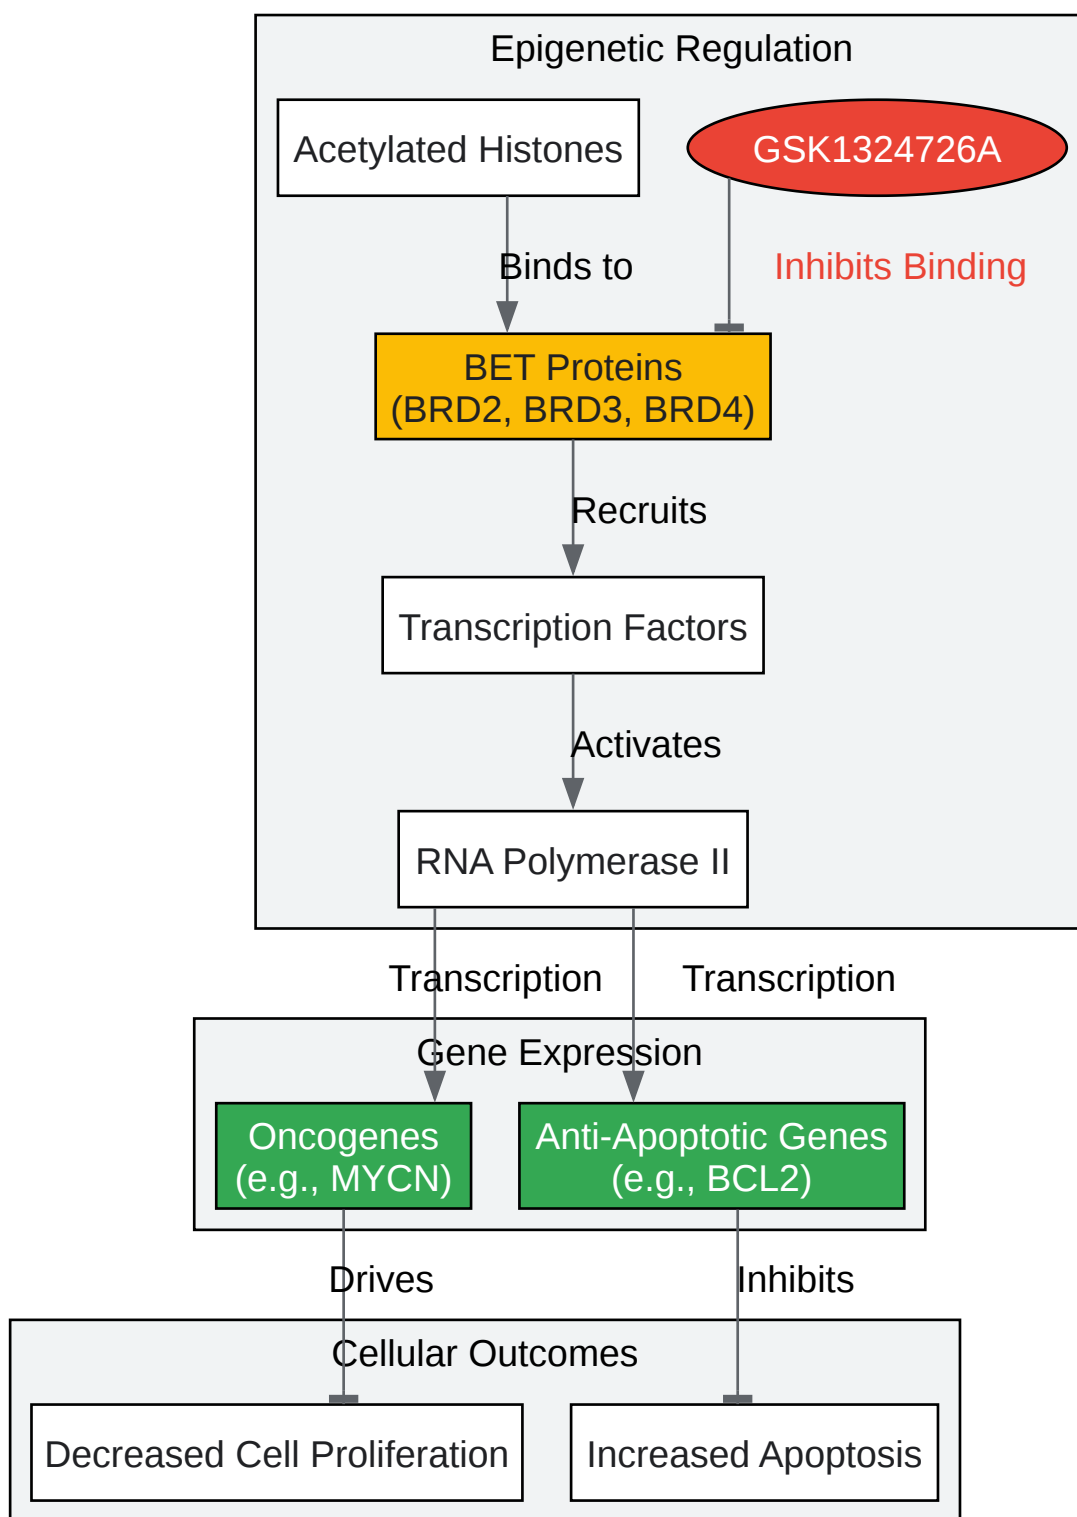 Epigenetic Regulation
Acetylated Histones
GSK1324726A
Binds to
Inhibits Binding
BET Proteins
(BRD2, BRD3, BRD4)
Recruits
Transcription Factors
Activates
RNA Polymerase II
Transcription
Transcription
Gene Expression
Oncogenes
(e.g., MYCN)
Anti-Apoptotic Genes
(e.g., BCL2)
Drives
Inhibits
Cellular Outcomes
Decreased Cell Proliferation
Increased Apoptosis